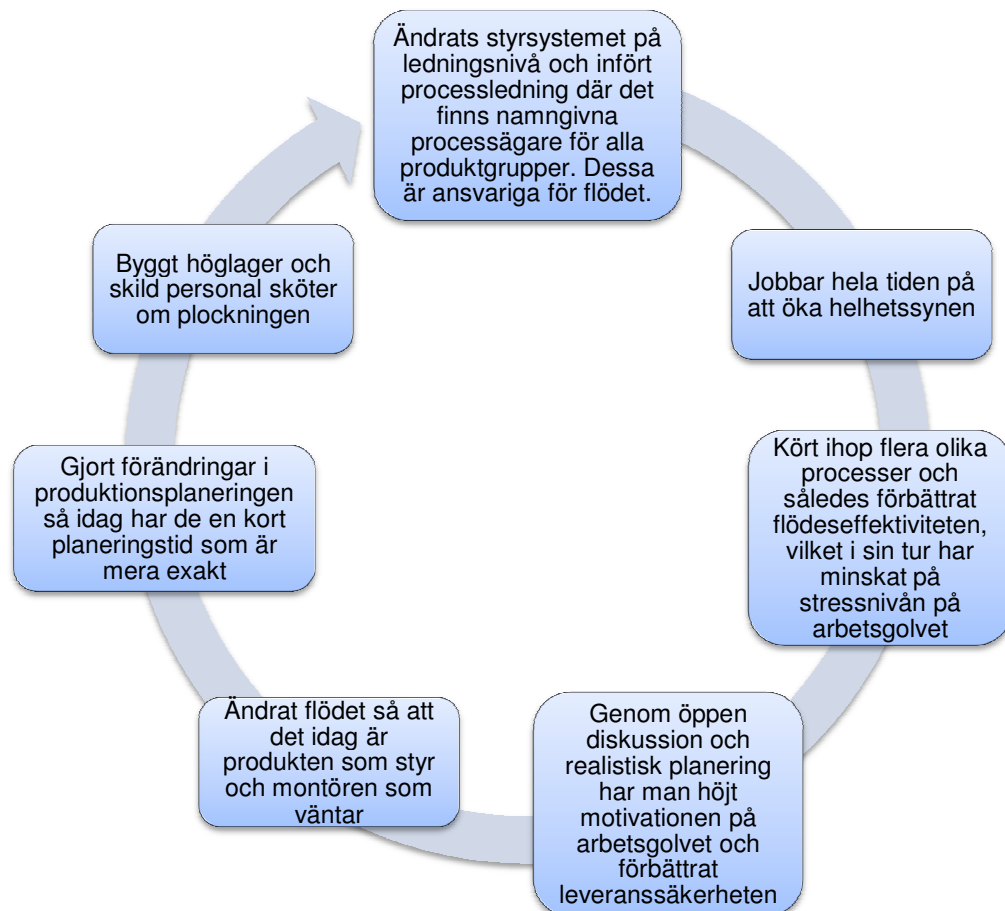 Ändrats styrsystemet på
ledningsnivå och infört
processledning där det
finns namngivna
processägare för alla
produktgrupper. Dessa
är ansvariga för flödet.
Jobbar hela tiden på
att öka helhetssynen
Kört ihop flera olika
processer och
således förbättrat
flödeseffektiviteten,
vilket i sin tur har
minskat på
stressnivån på
arbetsgolvet
Genom öppen
diskussion och
realistisk planering
har man höjt
motivationen på
arbetsgolvet och
förbättrat
leveranssäkerheten
Ändrat flödet så att
det idag är
produkten som styr
och montören som
väntar
Gjort förändringar i
produktionsplaneringen
så idag har de en kort
planeringstid som är
mera exakt
Byggt höglager och
skild personal sköter
om plockningen